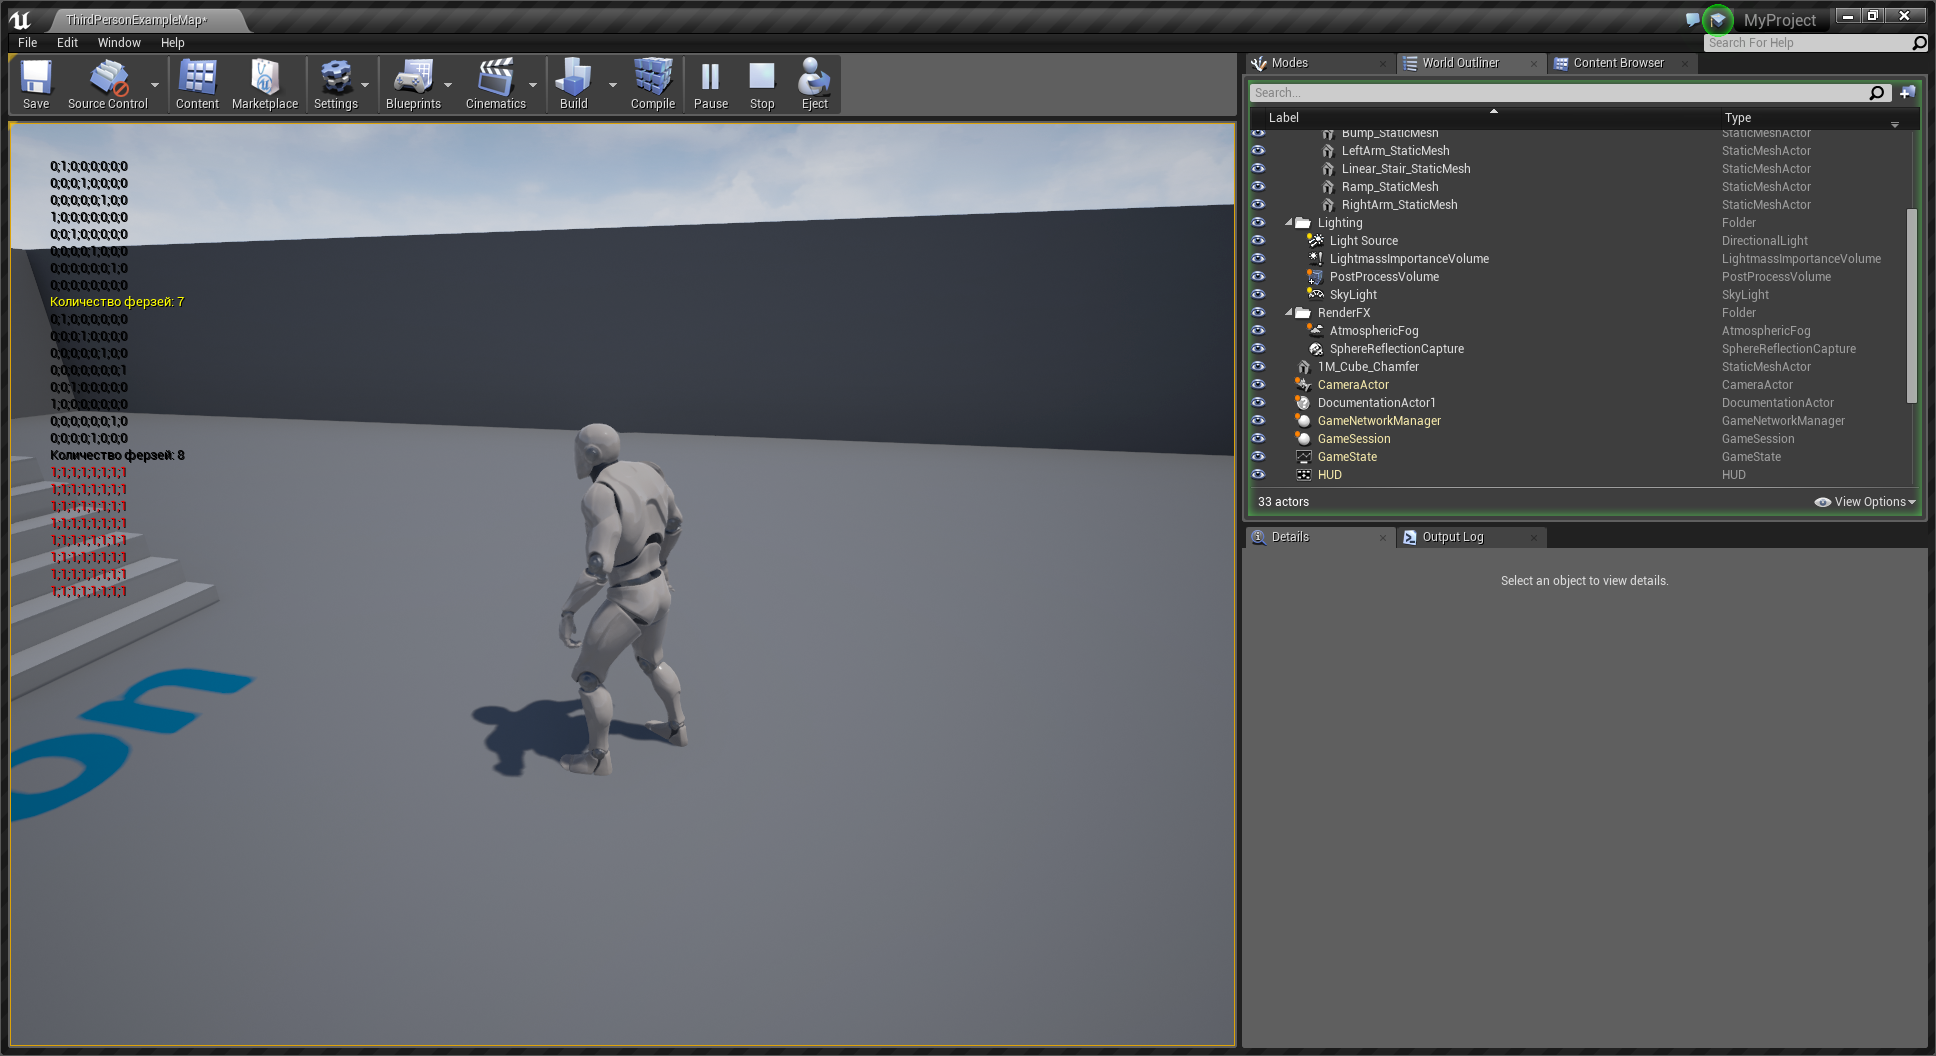 ThirdPersonExampleMap*
MyProject
File Edit Window Help
Search For Help
Save Source Control Content Marketplace Settings Blueprints Cinematics Build Compile Pause Stop Eject
Modes World Outliner Content Browser
Search...
Label Type
Bump_StaticMesh StaticMeshActor
LeftArm_StaticMesh StaticMeshActor
Linear_Stair_StaticMesh StaticMeshActor
Ramp_StaticMesh StaticMeshActor
RightArm_StaticMesh StaticMeshActor
Lighting Folder
Light Source DirectionalLight
LightmassImportanceVolume LightmassImportanceVolume
PostProcessVolume PostProcessVolume
SkyLight SkyLight
RenderFX Folder
AtmosphericFog AtmosphericFog
SphereReflectionCapture SphereReflectionCapture
1M_Cube_Chamfer StaticMeshActor
CameraActor CameraActor
DocumentationActor1 DocumentationActor
GameNetworkManager GameNetworkManager
GameSession GameSession
GameState GameState
HUD HUD
33 actors View Options
Details Output Log
Select an object to view details.
0;1;0;0;0;0;0;0
0;0;0;1;0;0;0;0
0;0;0;0;0;1;0;0
1;0;0;0;0;0;0;0
0;0;1;0;0;0;0;0
0;0;0;0;1;0;0;0
0;0;0;0;0;0;1;0
0;0;0;0;0;0;0;0
Количество ферзей: 7
0;1;0;0;0;0;0;0
0;0;0;1;0;0;0;0
0;0;0;0;0;1;0;0
0;0;0;0;0;0;0;1
0;0;1;0;0;0;0;0
1;0;0;0;0;0;0;0
0;0;0;0;0;0;1;0
0;0;0;0;1;0;0;0
Количество ферзей: 8
1;1;1;1;1;1;1;1
1;1;1;1;1;1;1;1
1;1;1;1;1;1;1;1
1;1;1;1;1;1;1;1
1;1;1;1;1;1;1;1
1;1;1;1;1;1;1;1
1;1;1;1;1;1;1;1
1;1;1;1;1;1;1;1
on